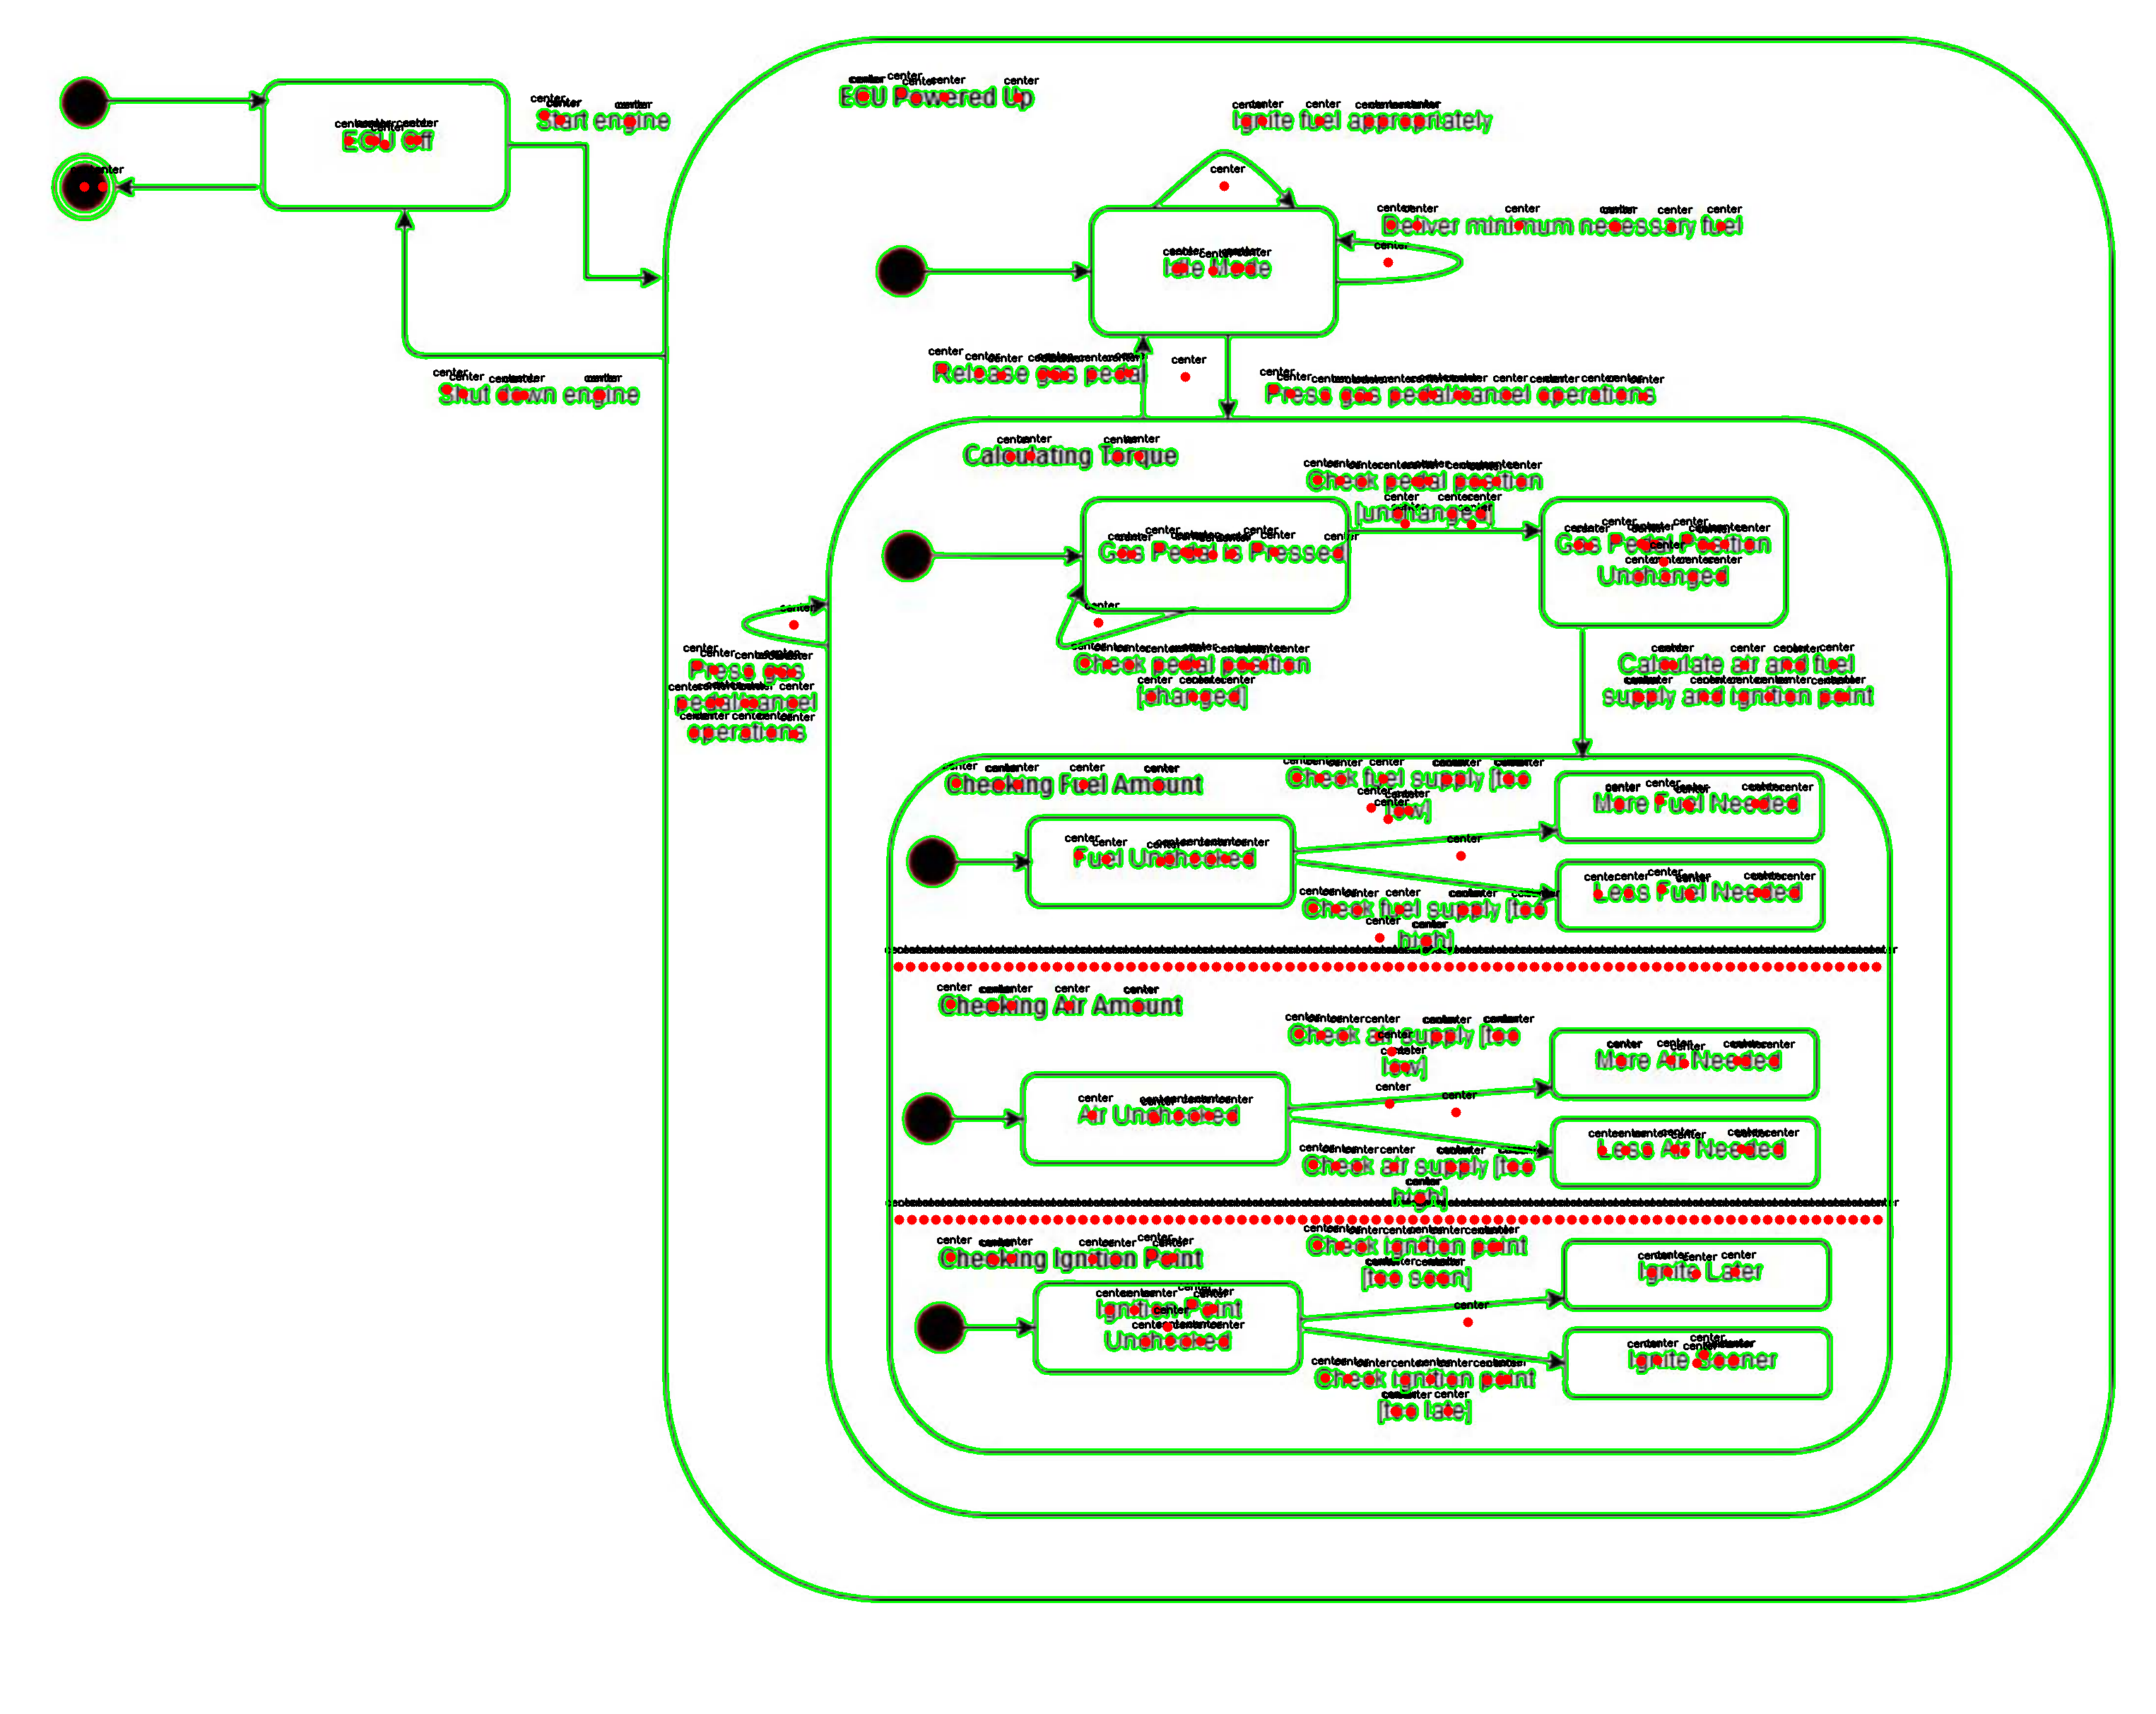 ECU Off
Start engine
Shut down engine
ECU Powered Up
Ignite fuel appropriately
Idle Mode
Deliver minimum necessary fuel
Release gas pedal
Press gas pedal/cancel operations
Calculating Torque
Check pedal position
[unchanged]
Gas Pedal is Pressed
Gas Pedal Position
Unchanged
Check pedal position
[changed]
Press gas
pedal/cancel
operations
Calculate air and fuel
supply and ignition point
Checking Fuel Amount
Check fuel supply [too
low]
More Fuel Needed
Fuel Unchecked
Less Fuel Needed
Check fuel supply [too
high]
Checking Air Amount
Check air supply [too
low]
More Air Needed
Air Unchecked
Less Air Needed
Check air supply [too
high]
Checking Ignition Point
Check ignition point
[too soon]
Ignite Later
Ignition Point
Unchecked
Ignite Sooner
Check ignition point
[too late]
center